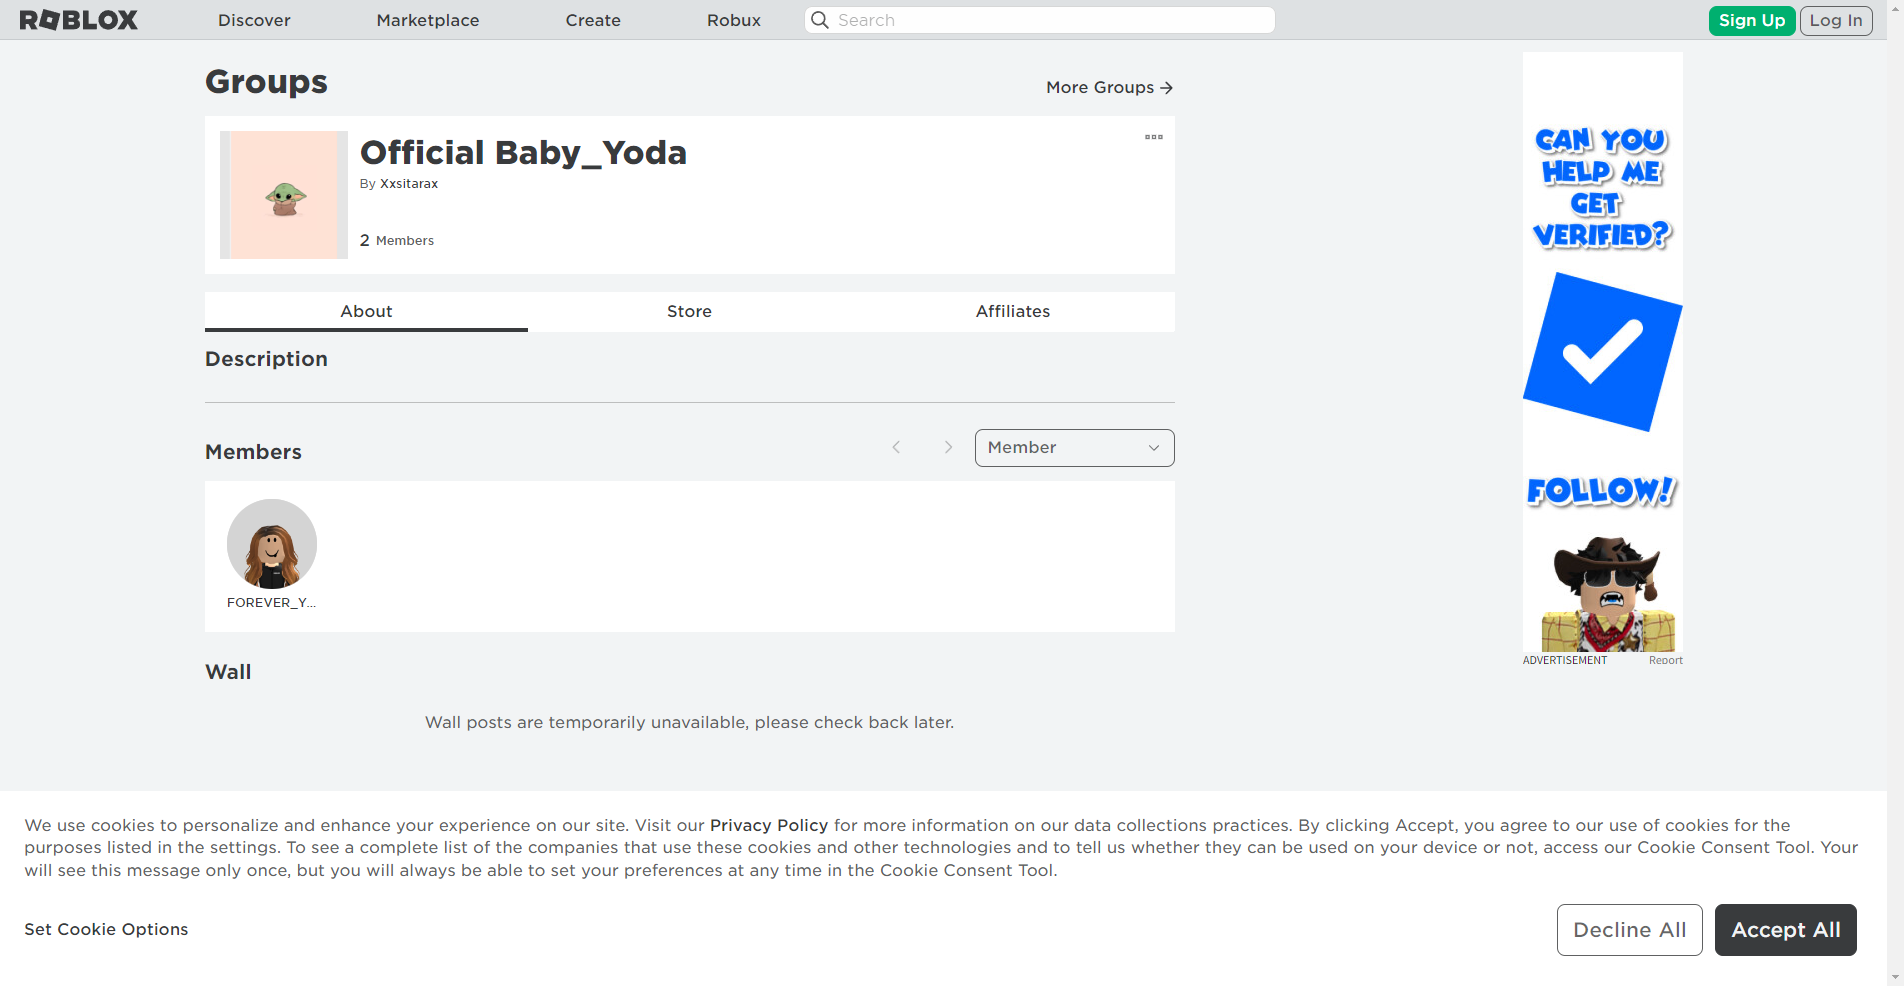 ROBLOX
Discover
Marketplace
Create
Robux
Search
Sign Up
Log In
Groups
More Groups
Official Baby_Yoda
By Xxsitarax
2 Members
About
Store
Affiliates
Description
Members
Member
FOREVER_Y...
Wall
Wall posts are temporarily unavailable, please check back later.
CAN YOU
HELP ME
GET
VERIFIED?
FOLLOW!
ADVERTISEMENT
Report
We use cookies to personalize and enhance your experience on our site. Visit our Privacy Policy for more information on our data collections practices. By clicking Accept, you agree to our use of cookies for the
purposes listed in the settings. To see a complete list of the companies that use these cookies and other technologies and to tell us whether they can be used on your device or not, access our Cookie Consent Tool. Your
will see this message only once, but you will always be able to set your preferences at any time in the Cookie Consent Tool.
Set Cookie Options
Decline All
Accept All